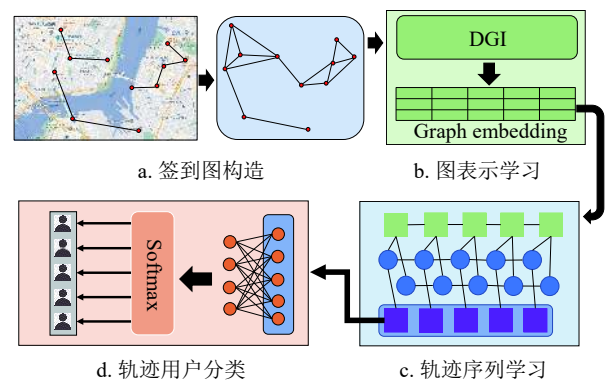 DGI
Graph embedding
a. 签到图构造
b. 图表示学习
Softmax
d. 轨迹用户分类
c. 轨迹序列学习